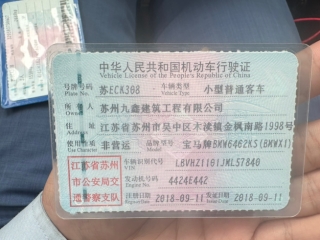 中华人民共和国机动车行驶证
Vehicle License of the People's Republic of China
号牌号码 苏ECK308 车辆类型 小型普通客车
Plate No. Vehicle Type
所有人 苏州九鑫建筑工程有限公司
Owner
住址 江苏省苏州市吴中区木渎镇金枫南路1998号
Address
使用性质 非营运 品牌型号 宝马牌BMW6462KS(BMWX1)
Use Character Model
江苏省苏州市公安局交通警察支队
车辆识别代号 LBVHZ1101JMLS7840
VIN
发动机号码 4424E442
Engine No.
注册日期 2018-09-11 发证日期 2018-09-11
Register Date Issue Date